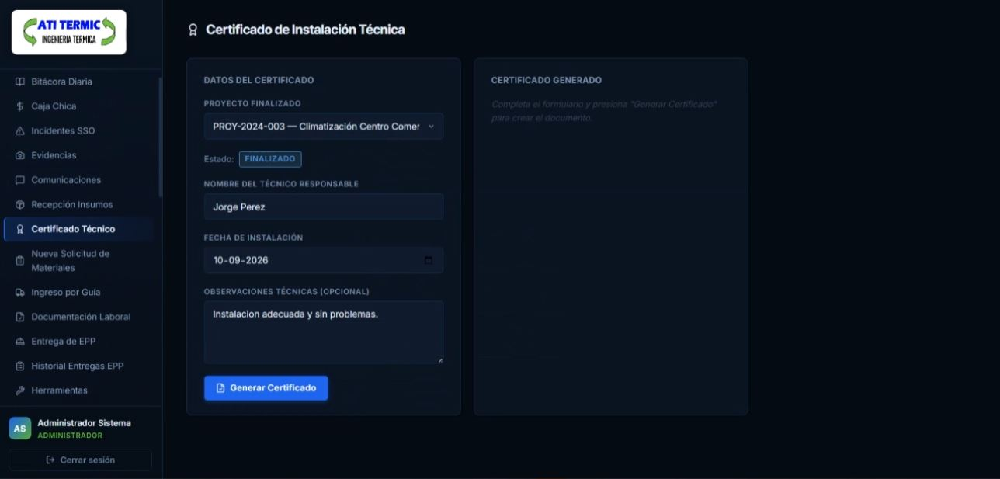 ATI TERMIC
INGENIERIA TERMICA
Bitácora Diaria
Caja Chica
Incidentes SSO
Evidencias
Comunicaciones
Recepción Insumos
Certificado Técnico
Nueva Solicitud de
Materiales
Ingreso por Guía
Documentación Laboral
Entrega de EPP
Historial Entregas EPP
Herramientas
AS
Administrador Sistema
ADMINISTRADOR
Cerrar sesión
Certificado de Instalación Técnica
DATOS DEL CERTIFICADO
PROYECTO FINALIZADO
PROY-2024-003 — Climatización Centro Comer
Estado: FINALIZADO
NOMBRE DEL TÉCNICO RESPONSABLE
Jorge Perez
FECHA DE INSTALACIÓN
10-09-2026
OBSERVACIONES TÉCNICAS (OPCIONAL)
Instalacion adecuada y sin problemas.
Generar Certificado
CERTIFICADO GENERADO
Completa el formulario y presiona "Generar Certificado"
para crear el documento.